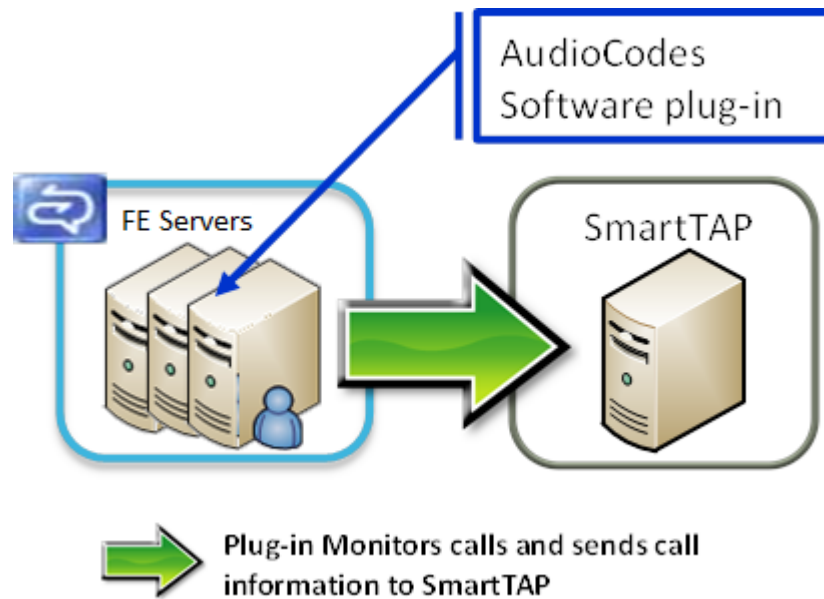 AudioCodes
Software plug-in
FE Servers
SmartTAP
Plug-in Monitors calls and sends call
information to SmartTAP